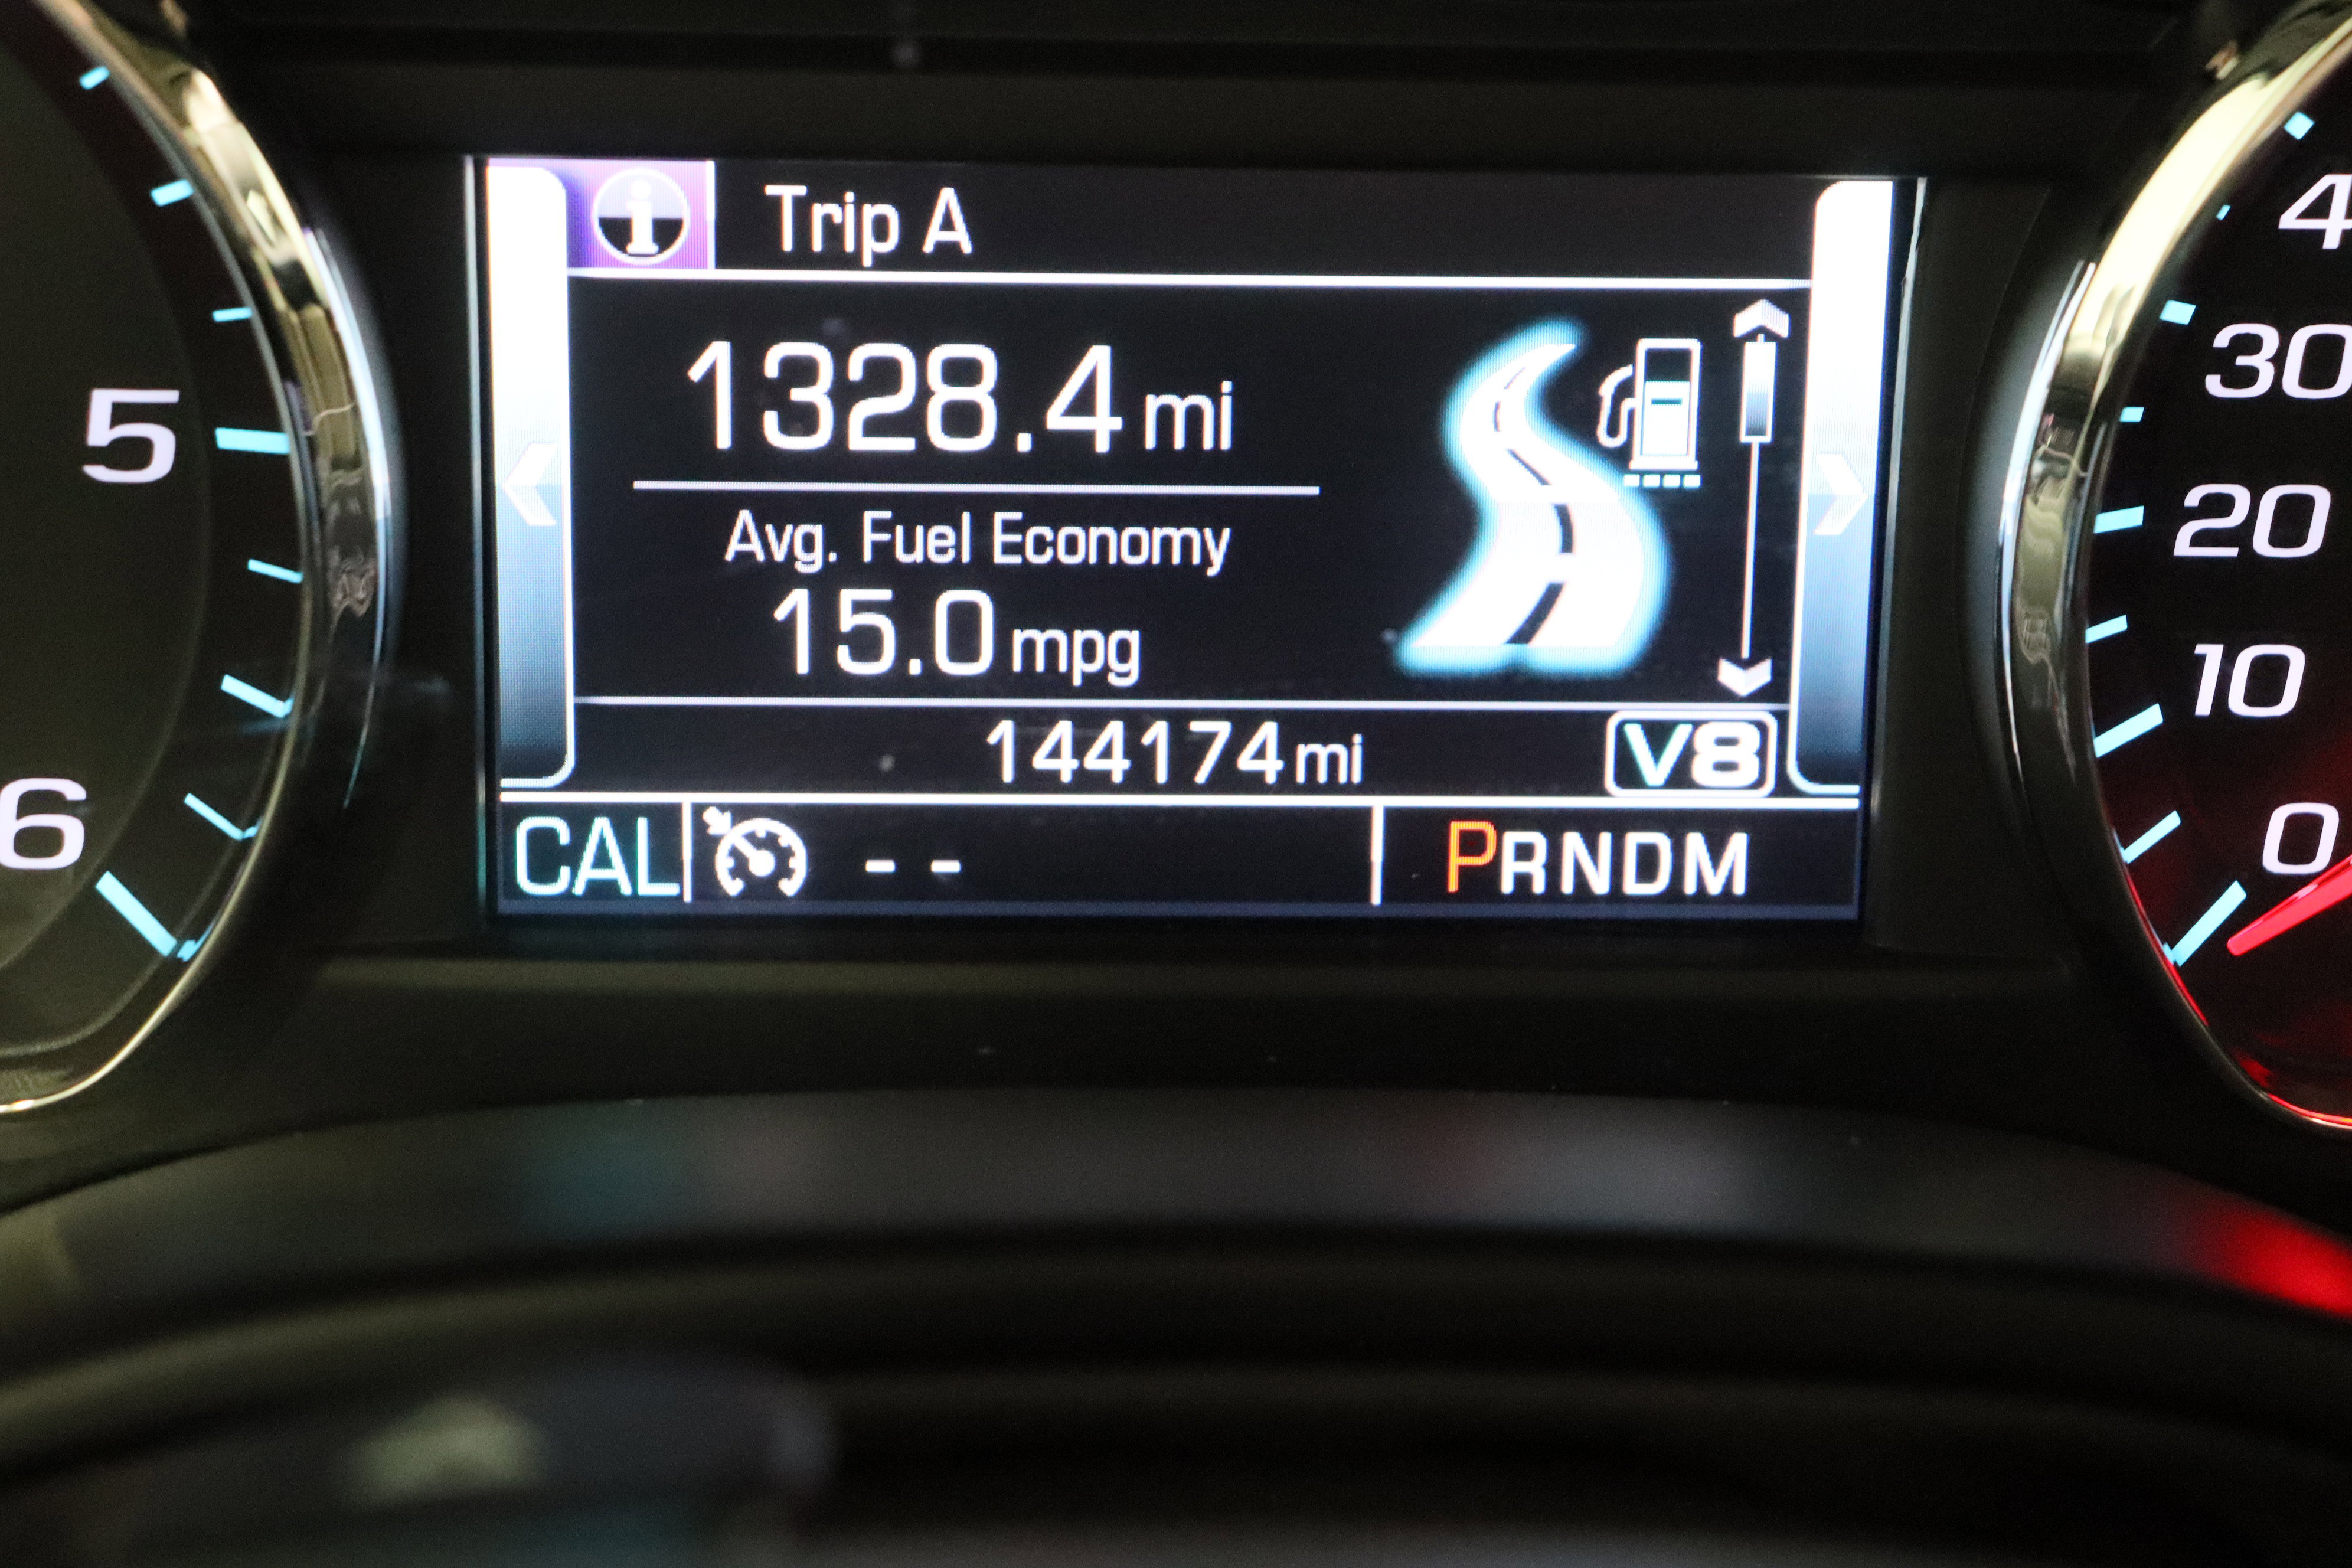 Trip A
1328.4 mi
Avg. Fuel Economy
15.0 mpg
144174 mi V8
CAL -- PRNDM
5
6
4
30
20
10
0